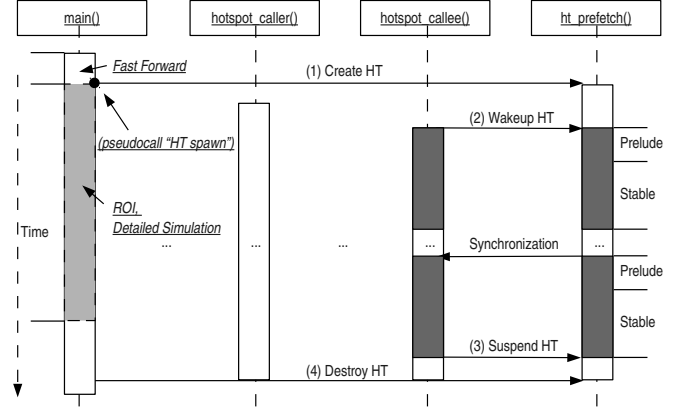 main()
hotspot_caller()
hotspot_callee()
ht_prefetch()
Fast Forward
(1) Create HT
(pseudocall “HT spawn”)
(2) Wakeup HT
Prelude
Stable
ROI,
Detailed Simulation
Time
...
...
...
...
...
Synchronization
Prelude
Stable
(3) Suspend HT
(4) Destroy HT